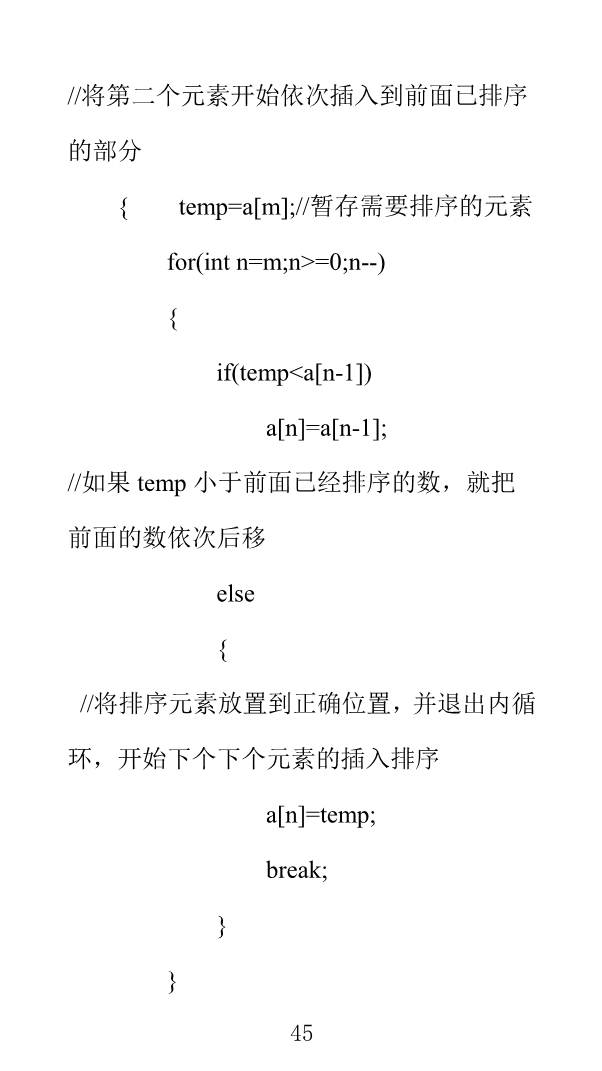 //将第二个元素开始依次插入到前面已排序
的部分
{ temp=a[m];//暂存需要排序的元素
for(int n=m;n>=0;n--)
{
if(temp<a[n-1])
a[n]=a[n-1];
//如果 temp 小于前面已经排序的数，就把
前面的数依次后移
else
{
//将排序元素放置到正确位置，并退出内循
环，开始下个下个元素的插入排序
a[n]=temp;
break;
}
}
45